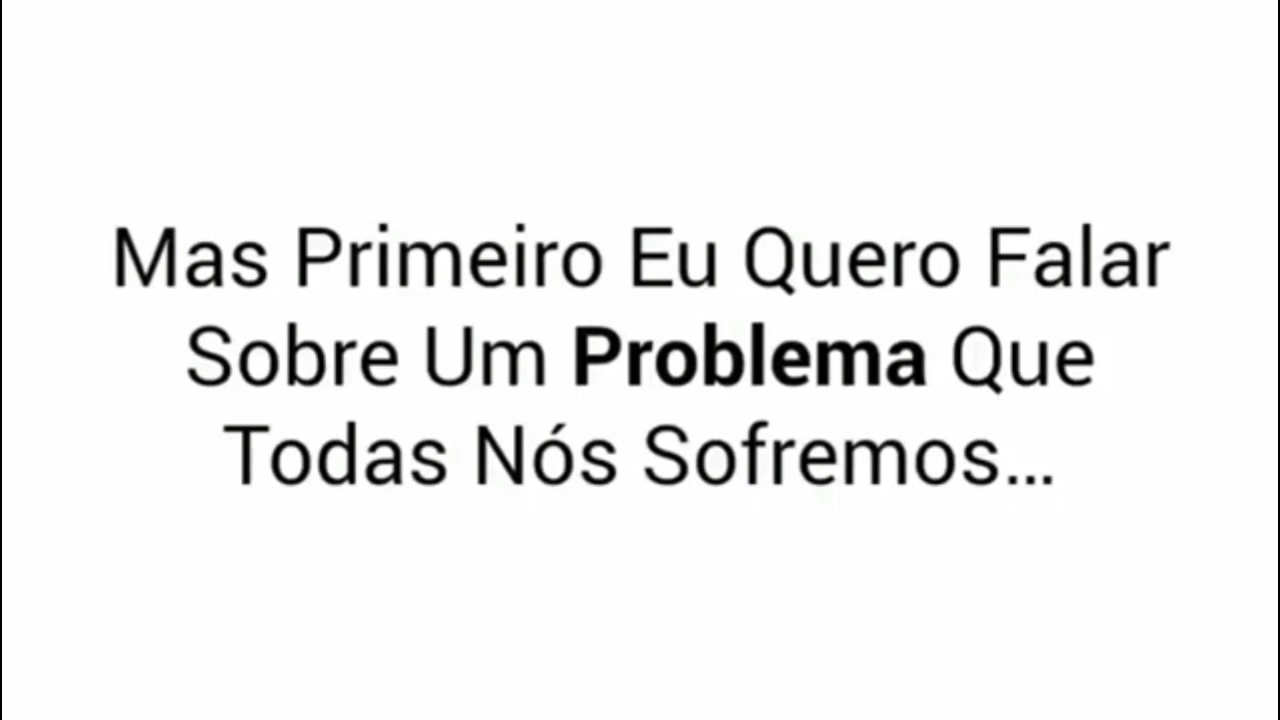 Mas Primeiro Eu Quero Falar
Sobre Um Problema Que
Todas Nós Sofremos...